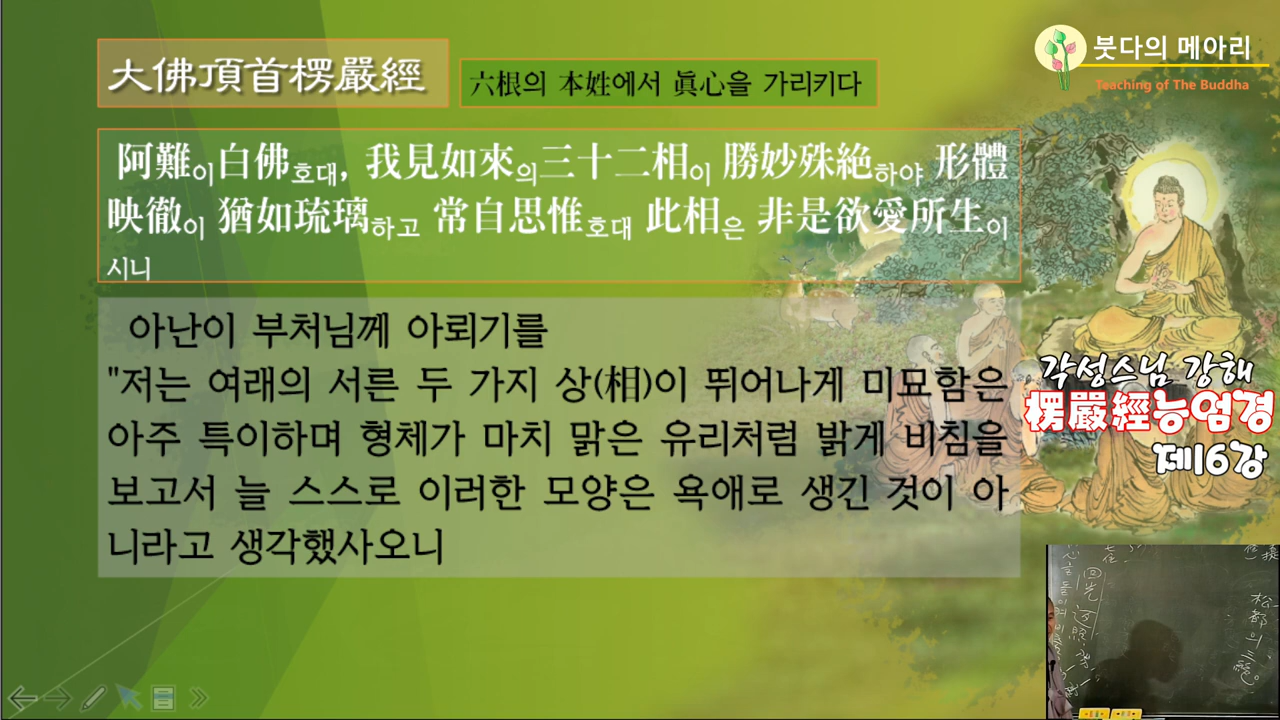 大佛頂首楞嚴經
六根의 本姓에서 眞心을 가리키다
붓다의 메아리
Teaching of The Buddha
阿難이白佛호대, 我見如來의三十二相이 勝妙殊絶하야 形體
映徹이 猶如琉璃하고 常自思惟호대 此相은 非是欲愛所生이
시니
아난이 부처님께 아뢰기를
"저는 여래의 서른 두 가지 상(相)이 뛰어나게 미묘함은
아주 특이하며 형체가 마치 맑은 유리처럼 밝게 비침을
보고서 늘 스스로 이러한 모양은 욕애로 생긴 것이 아
니라고 생각했사오니
각성스님 강해
楞嚴經능엄경
제16강
松都의 三絶